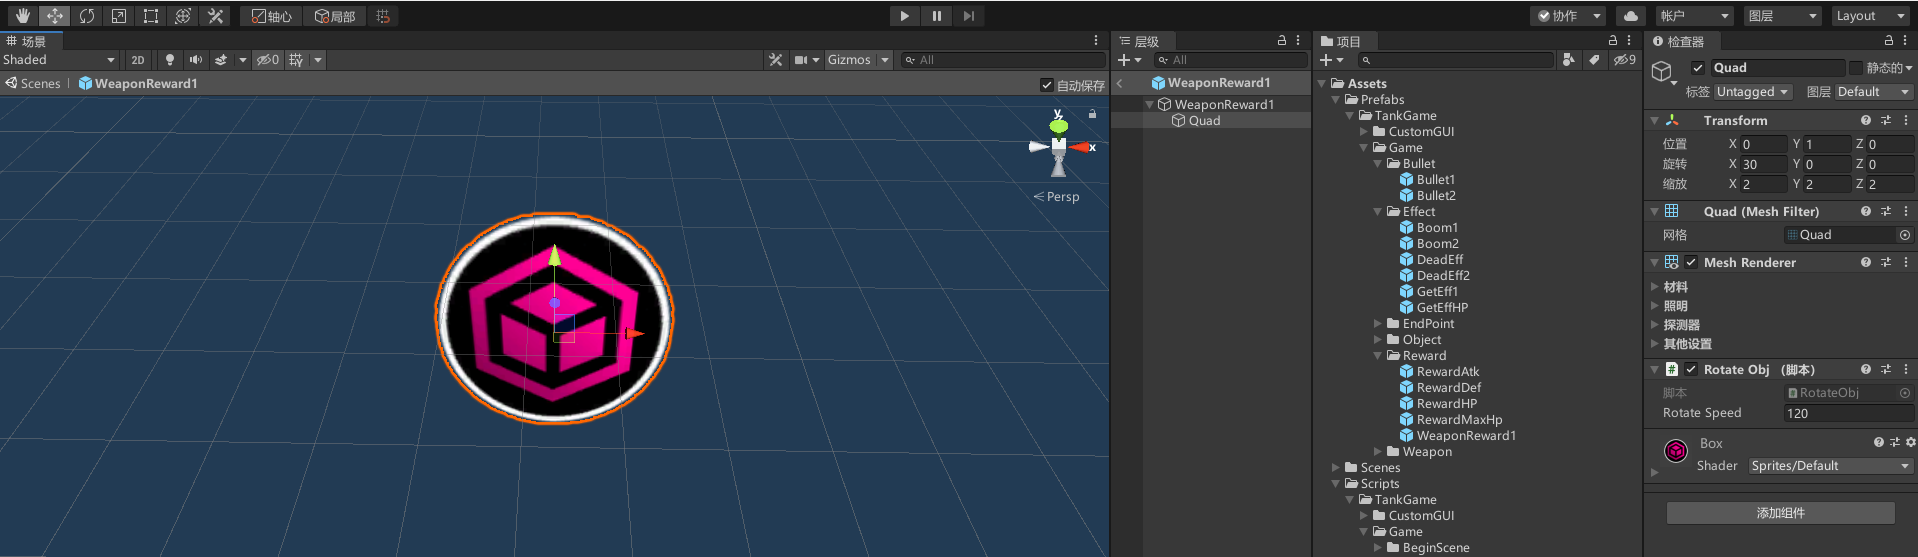 轴心 局部 协作 帐户 图层 Layout
场景
Shaded 2D 0 Gizmos All
Scenes WeaponReward1 自动保存
y
x
Persp
层级
All
WeaponReward1
WeaponReward1
Quad
项目
9
Assets
Prefabs
TankGame
CustomGUI
Game
Bullet
Bullet1
Bullet2
Effect
Boom1
Boom2
DeadEff
DeadEff2
GetEff1
GetEffHP
EndPoint
Object
Reward
RewardAtk
RewardDef
RewardHP
RewardMaxHp
WeaponReward1
Weapon
Scenes
Scripts
TankGame
CustomGUI
Game
BeginScene
检查器
Quad 静态的
标签 Untagged 图层 Default
Transform
位置 X 0 Y 1 Z 0
旋转 X 30 Y 0 Z 0
缩放 X 2 Y 2 Z 2
Quad (Mesh Filter)
网格 Quad
Mesh Renderer
材料
照明
探测器
其他设置
# Rotate Obj （脚本）
脚本 RotateObj
Rotate Speed 120
Box
Shader Sprites/Default
添加组件